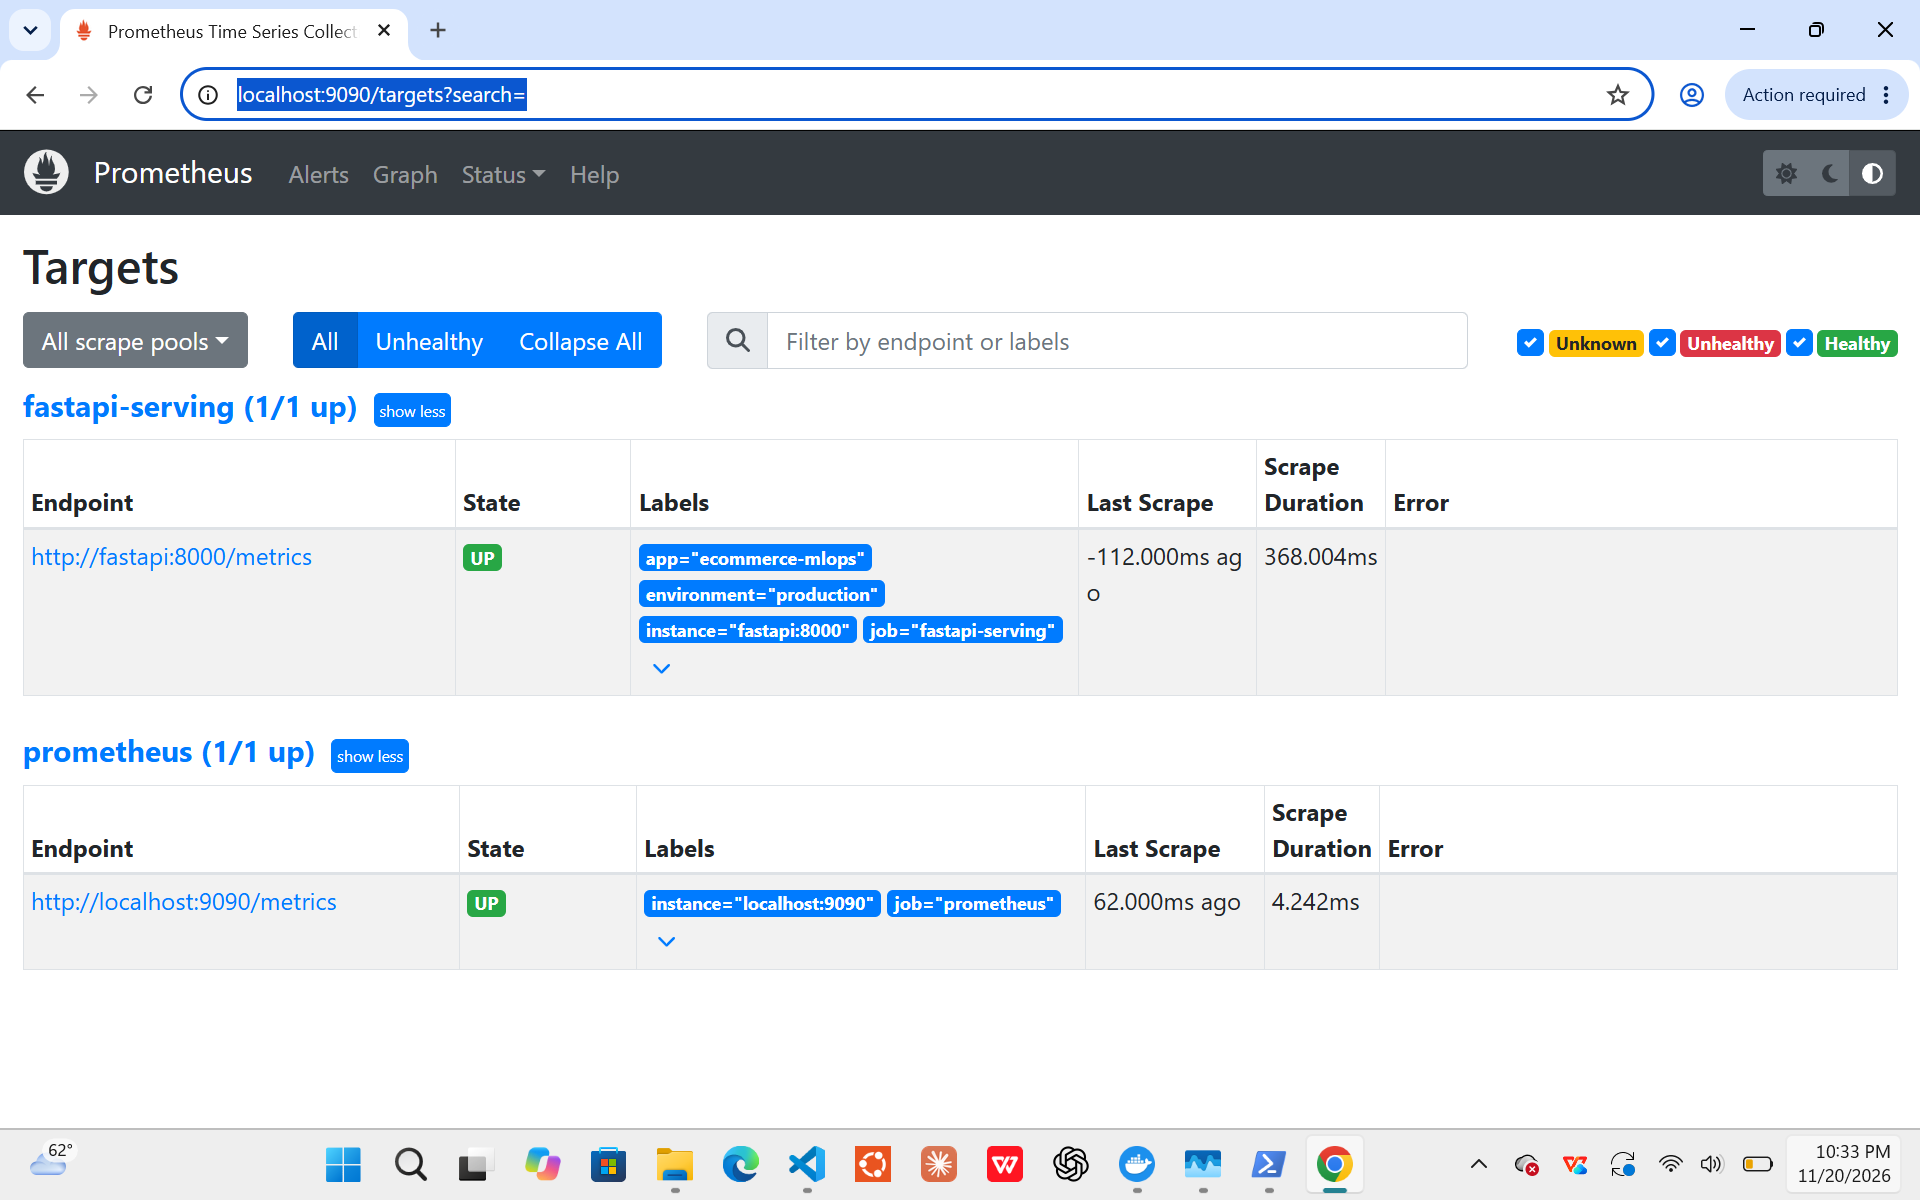 Prometheus Time Series Collect
localhost:9090/targets?search=
Action required
Prometheus Alerts Graph Status Help
Targets
All scrape pools
All Unhealthy Collapse All
Filter by endpoint or labels
Unknown Unhealthy Healthy
fastapi-serving (1/1 up) show less
Endpoint State Labels Last Scrape Scrape Duration Error
http://fastapi:8000/metrics UP app="ecommerce-mlops" -112.000ms ag 368.004ms
environment="production" o
instance="fastapi:8000" job="fastapi-serving"
prometheus (1/1 up) show less
Endpoint State Labels Last Scrape Scrape Duration Error
http://localhost:9090/metrics UP instance="localhost:9090" job="prometheus" 62.000ms ago 4.242ms
62°
10:33 PM
11/20/2026